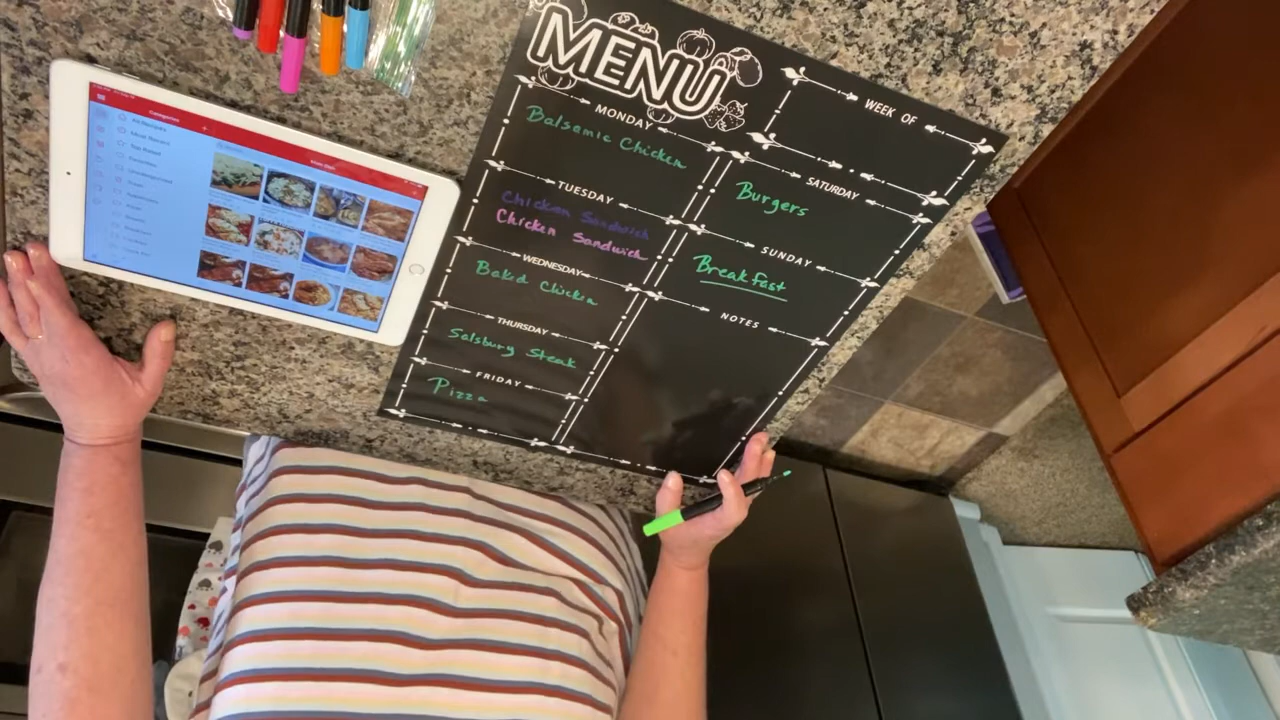 MENU
WEEK OF
MONDAY
Balsamic Chicken
TUESDAY
Chicken Sandwich
Chicken Sandwich
WEDNESDAY
Baked Chicken
THURSDAY
Salsbury Steak
FRIDAY
Pizza
SATURDAY
Burgers
SUNDAY
Breakfast
NOTES